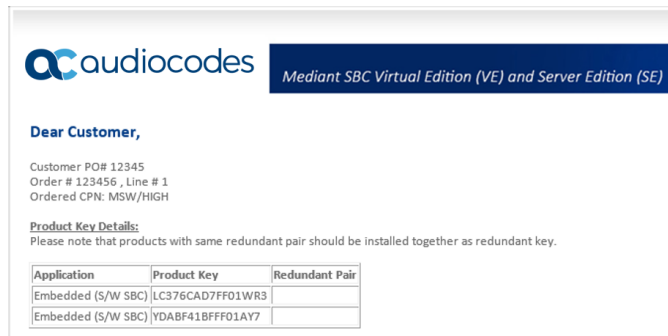 audiocodes
Mediant SBC Virtual Edition (VE) and Server Edition (SE)
Dear Customer,
Customer PO# 12345
Order # 123456 , Line # 1
Ordered CPN: MSW/HIGH
Product Key Details:
Please note that products with same redundant pair should be installed together as redundant key.
Application Product Key Redundant Pair
Embedded (S/W SBC) LC376CAD7FF01WR3
Embedded (S/W SBC) YDABF41BFFF01AY7